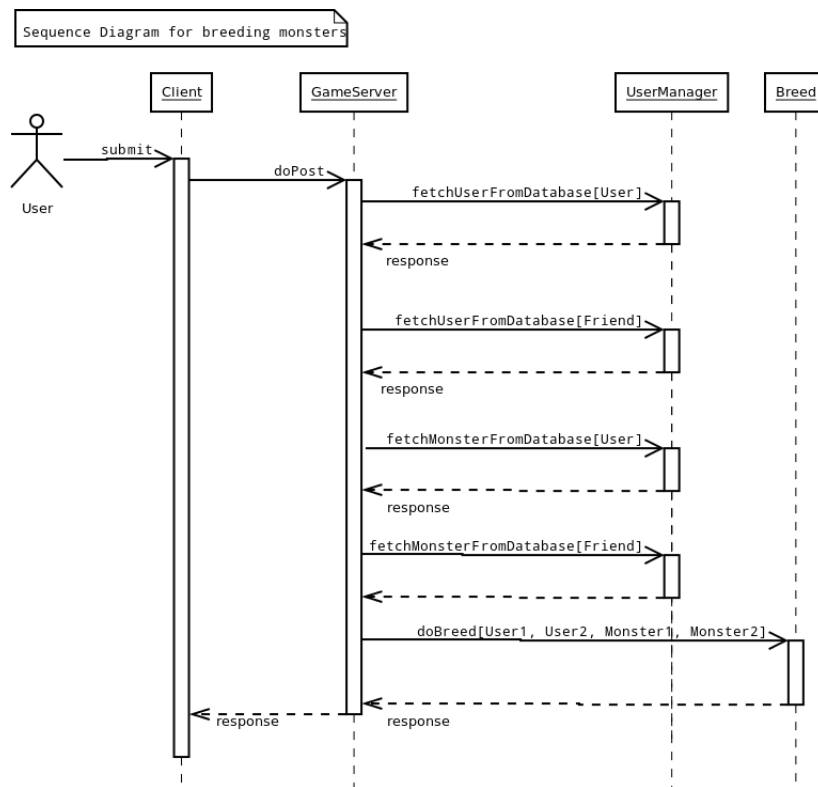 Sequence Diagram for breeding monsters
Client
GameServer
UserManager
Breed
submit
User
doPost
fetchUserFromDatabase[User]
response
fetchUserFromDatabase[Friend]
response
fetchMonsterFromDatabase[User]
response
fetchMonsterFromDatabase[Friend]
doBreed[User1, User2, Monster1, Monster2]
response
response